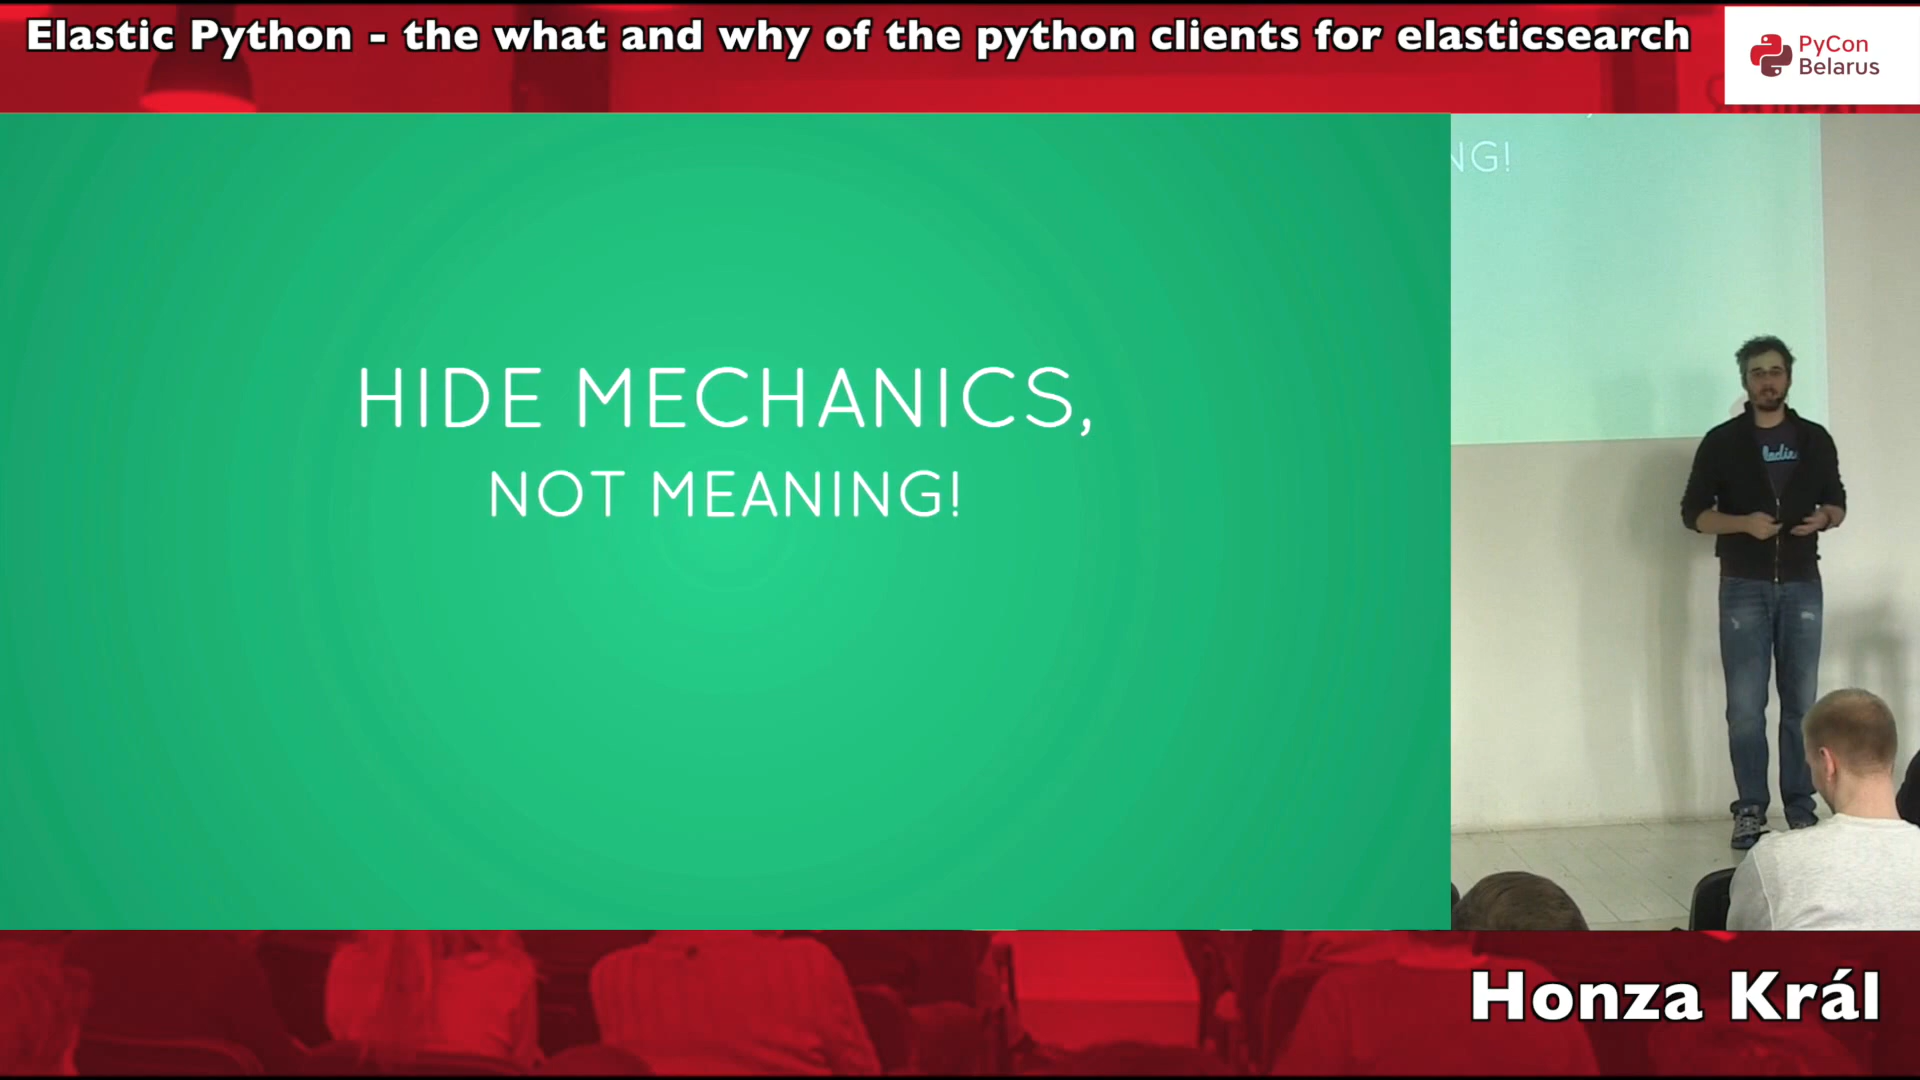 Elastic Python - the what and why of the python clients for elasticsearch
PyCon
Belarus
HIDE MECHANICS,
NOT MEANING!
NG!
Honza Král